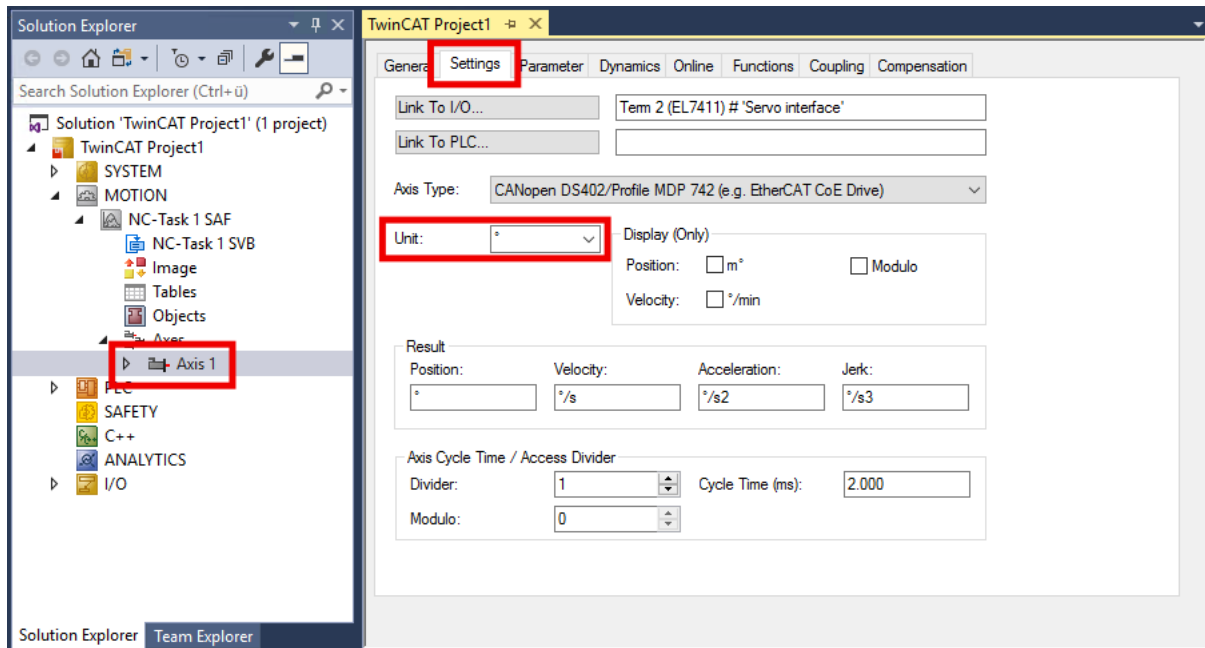 Solution Explorer
Search Solution Explorer (Ctrl+ü)
Solution 'TwinCAT Project1' (1 project)
TwinCAT Project1
SYSTEM
MOTION
NC-Task 1 SAF
NC-Task 1 SVB
Image
Tables
Objects
Axes
Axis 1
PLC
SAFETY
C++
ANALYTICS
I/O
Solution Explorer Team Explorer
TwinCAT Project1
General Settings Parameter Dynamics Online Functions Coupling Compensation
Link To I/O... Term 2 (EL7411) # 'Servo interface'
Link To PLC...
Axis Type: CANopen DS402/Profile MDP 742 (e.g. EtherCAT CoE Drive)
Unit: °
Display (Only)
Position: m° Modulo
Velocity: °/min
Result
Position: Velocity: Acceleration: Jerk:
° °/s °/s2 °/s3
Axis Cycle Time / Access Divider
Divider: 1 Cycle Time (ms): 2.000
Modulo: 0